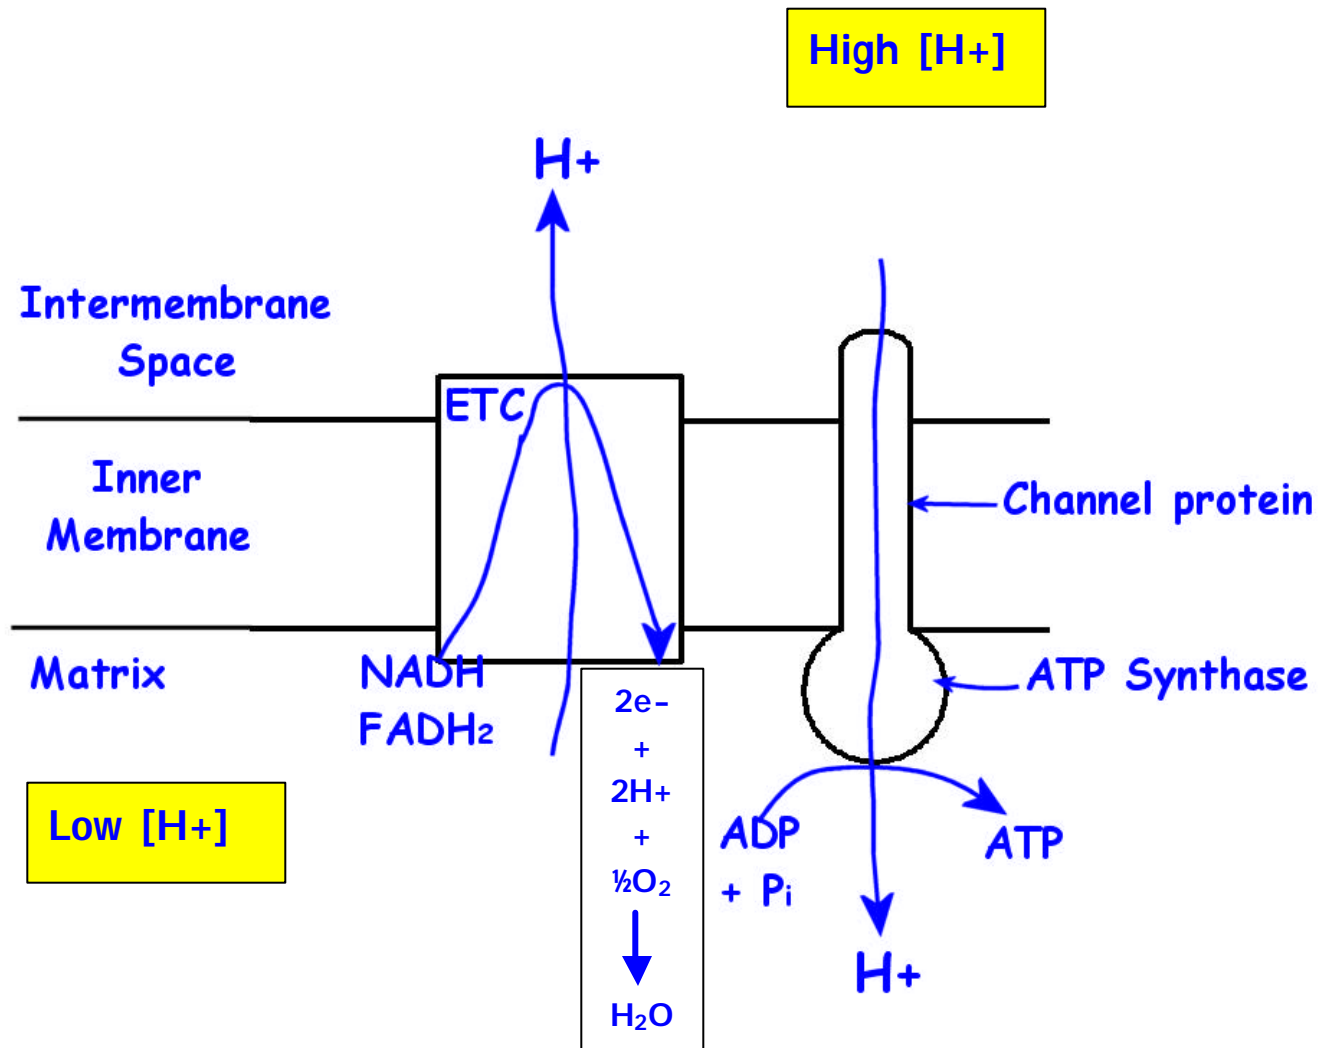 High [H+]
H+
Intermembrane
Space
ETC
Inner
Membrane
Channel protein
Matrix
NADH
FADH₂
ATP Synthase
2e-
+
2H+
+
½O₂
H₂O
Low [H+]
ADP
+ Pi
ATP
H+